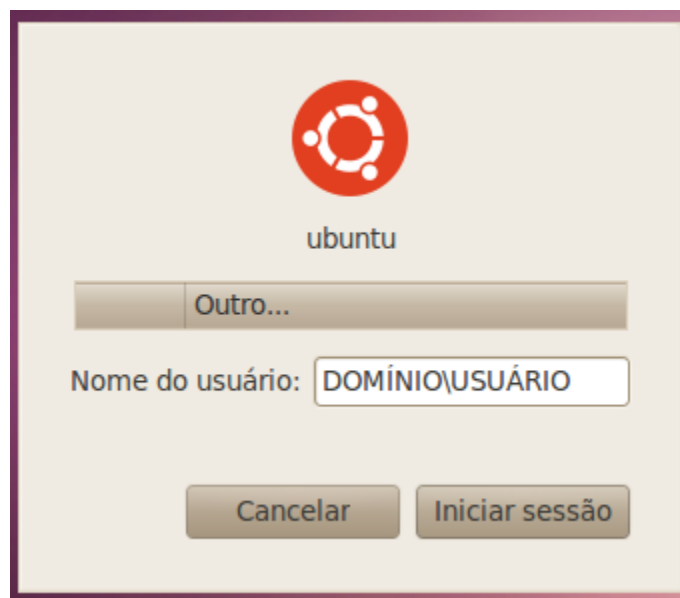 ubuntu
Outro...
Nome do usuário: DOMÍNIO\USUÁRIO
Cancelar Iniciar sessão